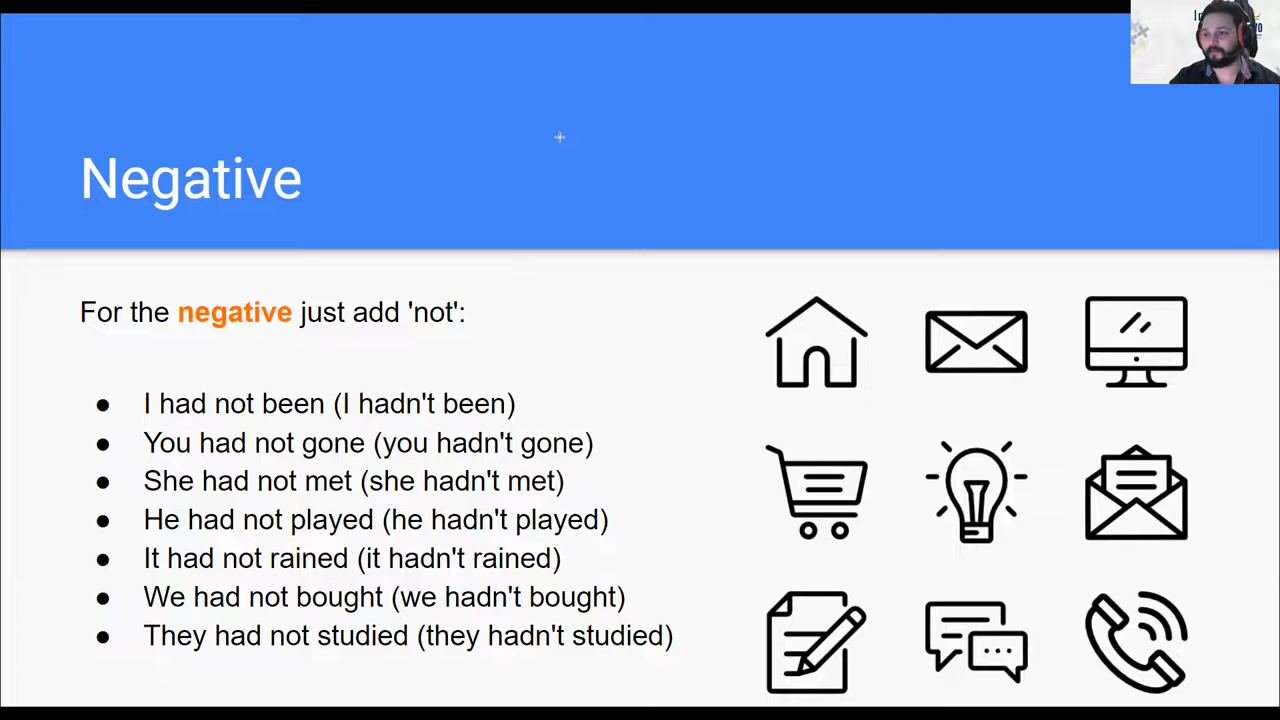 Negative
For the negative just add 'not':
● I had not been (I hadn't been)
● You had not gone (you hadn't gone)
● She had not met (she hadn't met)
● He had not played (he hadn't played)
● It had not rained (it hadn't rained)
● We had not bought (we hadn't bought)
● They had not studied (they hadn't studied)